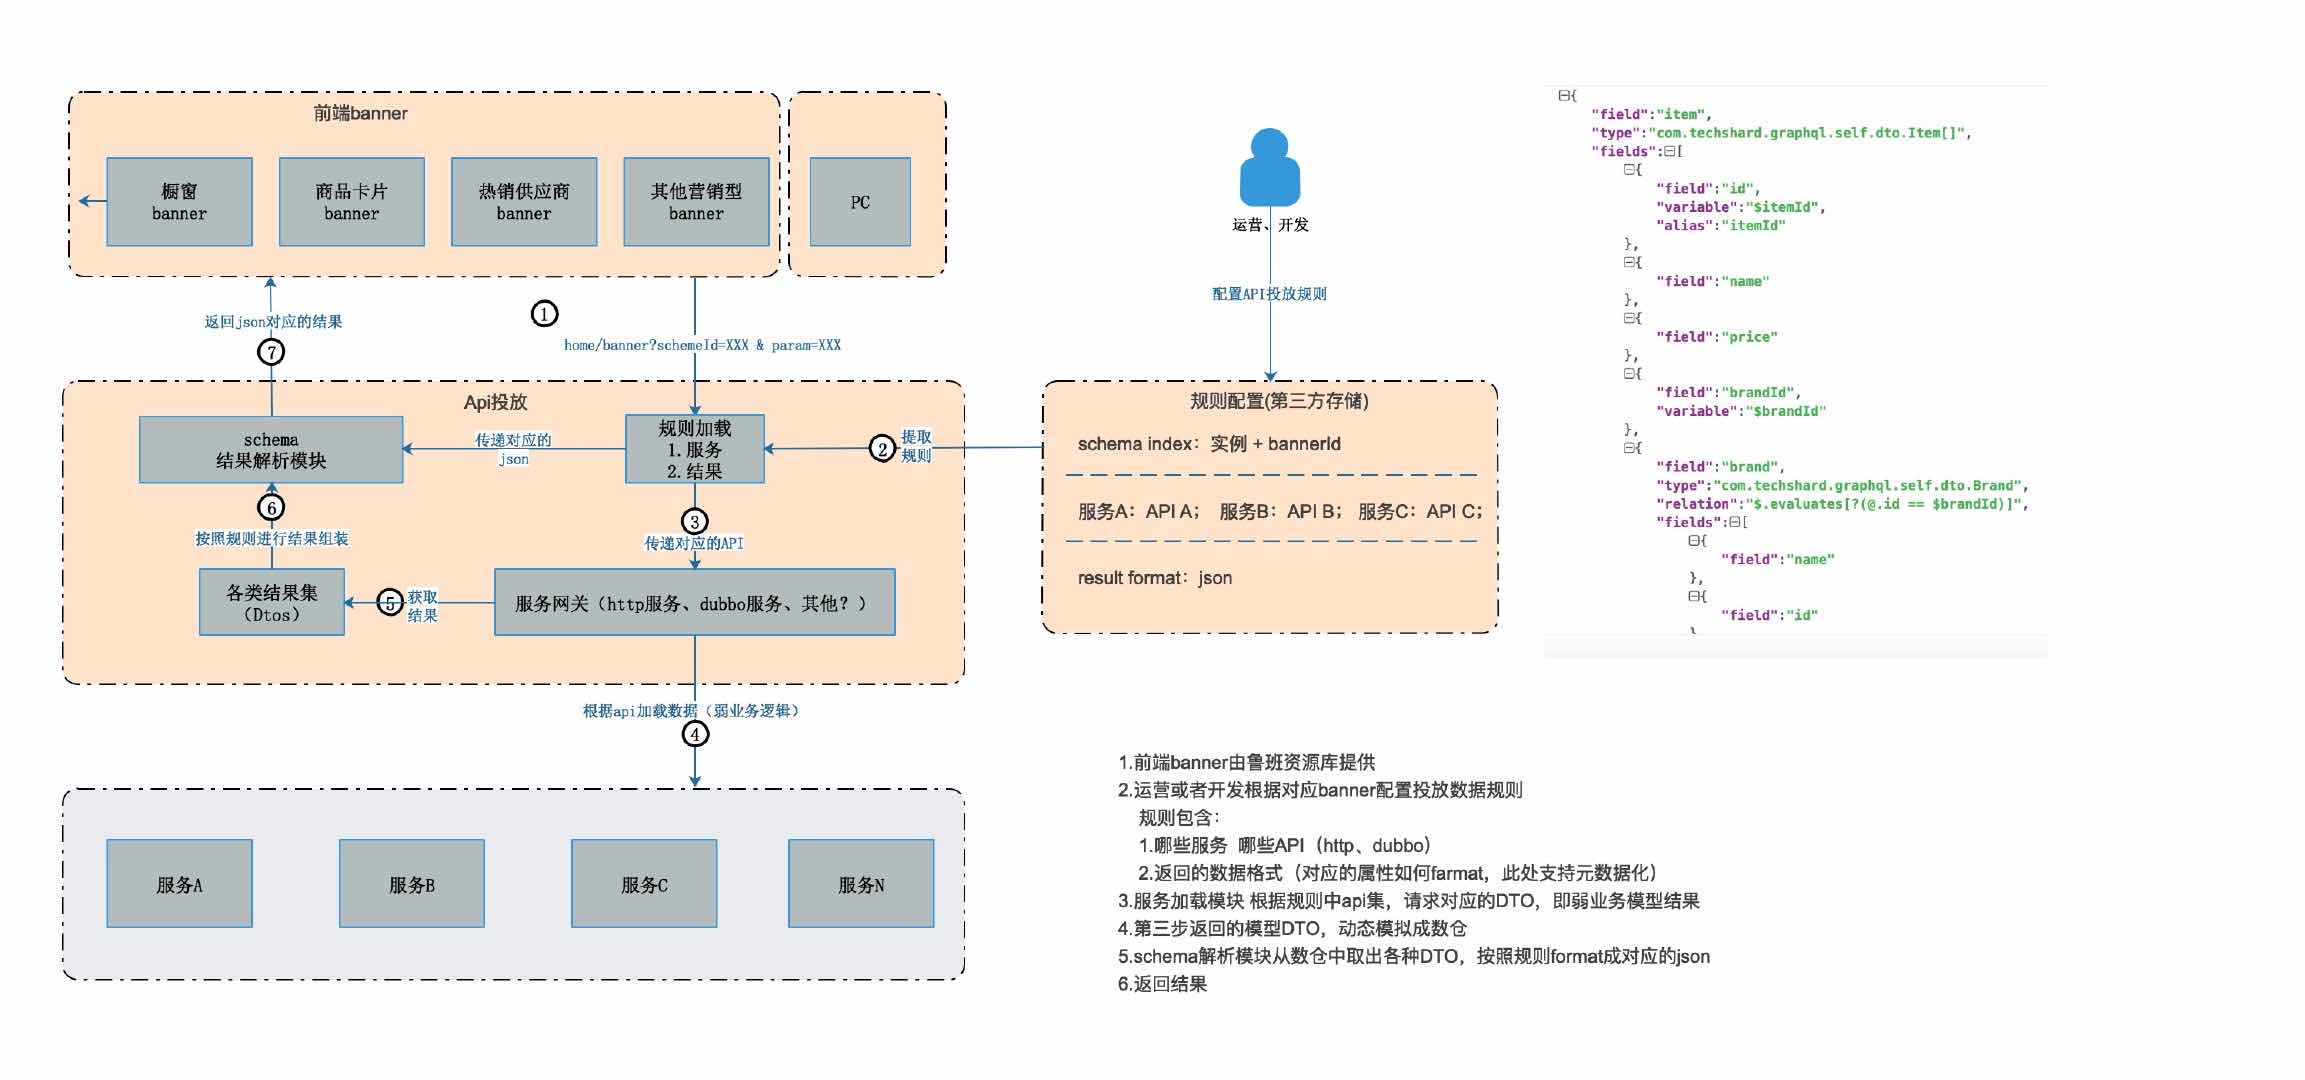 前端banner
橱窗
banner
商品卡片
banner
热销供应商
banner
其他营销型
banner
PC
1
home/banner?schemeId=XXX & param=XXX
返回json对应的结果
7
Api投放
schema
结果解析模块
传递对应的
json
规则加载
1.服务
2.结果
2
提取
规则
3
传递对应的API
6
按照规则进行结果组装
各类结果集
（Dtos）
5
获取
结果
服务网关（http服务、dubbo服务、其他？）
根据api加载数据（弱业务逻辑）
4
服务A
服务B
服务C
服务N
运营、开发
配置API投放规则
规则配置(第三方存储)
schema index：实例 + bannerId
服务A：API A； 服务B：API B； 服务C：API C；
result format：json
{
"field":"item",
"type":"com.techshard.graphql.self.dto.Item[]",
"fields":[
{
"field":"id",
"variable":"$itemId",
"alias":"itemId"
},
{
"field":"name"
},
{
"field":"price"
},
{
"field":"brandId",
"variable":"$brandId"
},
{
"field":"brand",
"type":"com.techshard.graphql.self.dto.Brand",
"relation":"$.evaluates[?(@.id == $brandId)]",
"fields":[
{
"field":"name"
},
{
"field":"id"
}
1.前端banner由鲁班资源库提供
2.运营或者开发根据对应banner配置投放数据规则
规则包含：
1.哪些服务 哪些API（http、dubbo）
2.返回的数据格式（对应的属性如何farmat，此处支持元数据化）
3.服务加载模块 根据规则中api集，请求对应的DTO，即弱业务模型结果
4.第三步返回的模型DTO，动态模拟成数仓
5.schema解析模块从数仓中取出各种DTO，按照规则format成对应的json
6.返回结果